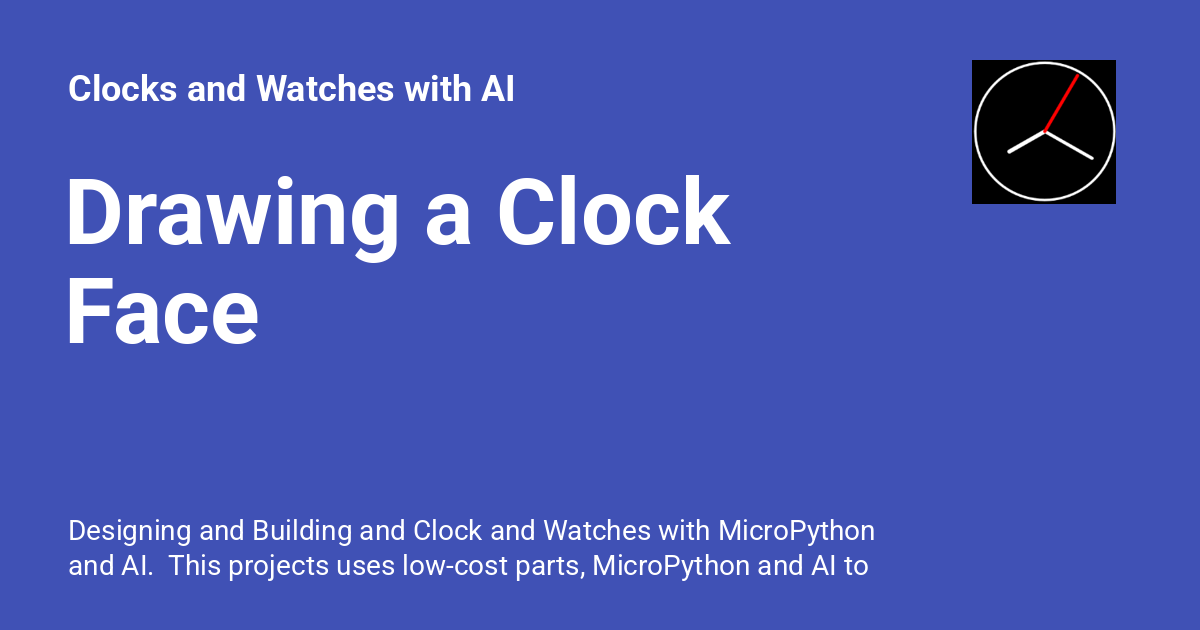 Clocks and Watches with AI
Drawing a Clock
Face
Designing and Building and Clock and Watches with MicroPython
and AI.  This projects uses low-cost parts, MicroPython and AI to